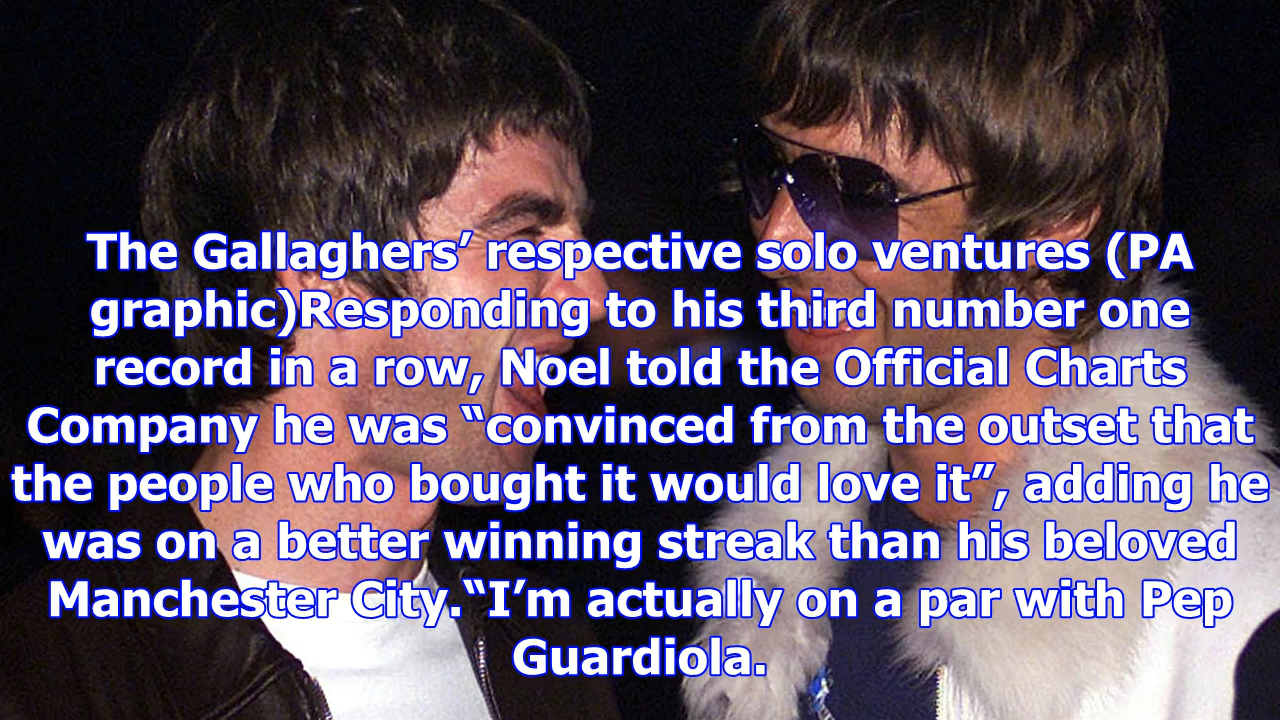 The Gallaghers’ respective solo ventures (PA
graphic)Responding to his third number one
record in a row, Noel told the Official Charts
Company he was “convinced from the outset that
the people who bought it would love it”, adding he
was on a better winning streak than his beloved
Manchester City.“I’m actually on a par with Pep
Guardiola.